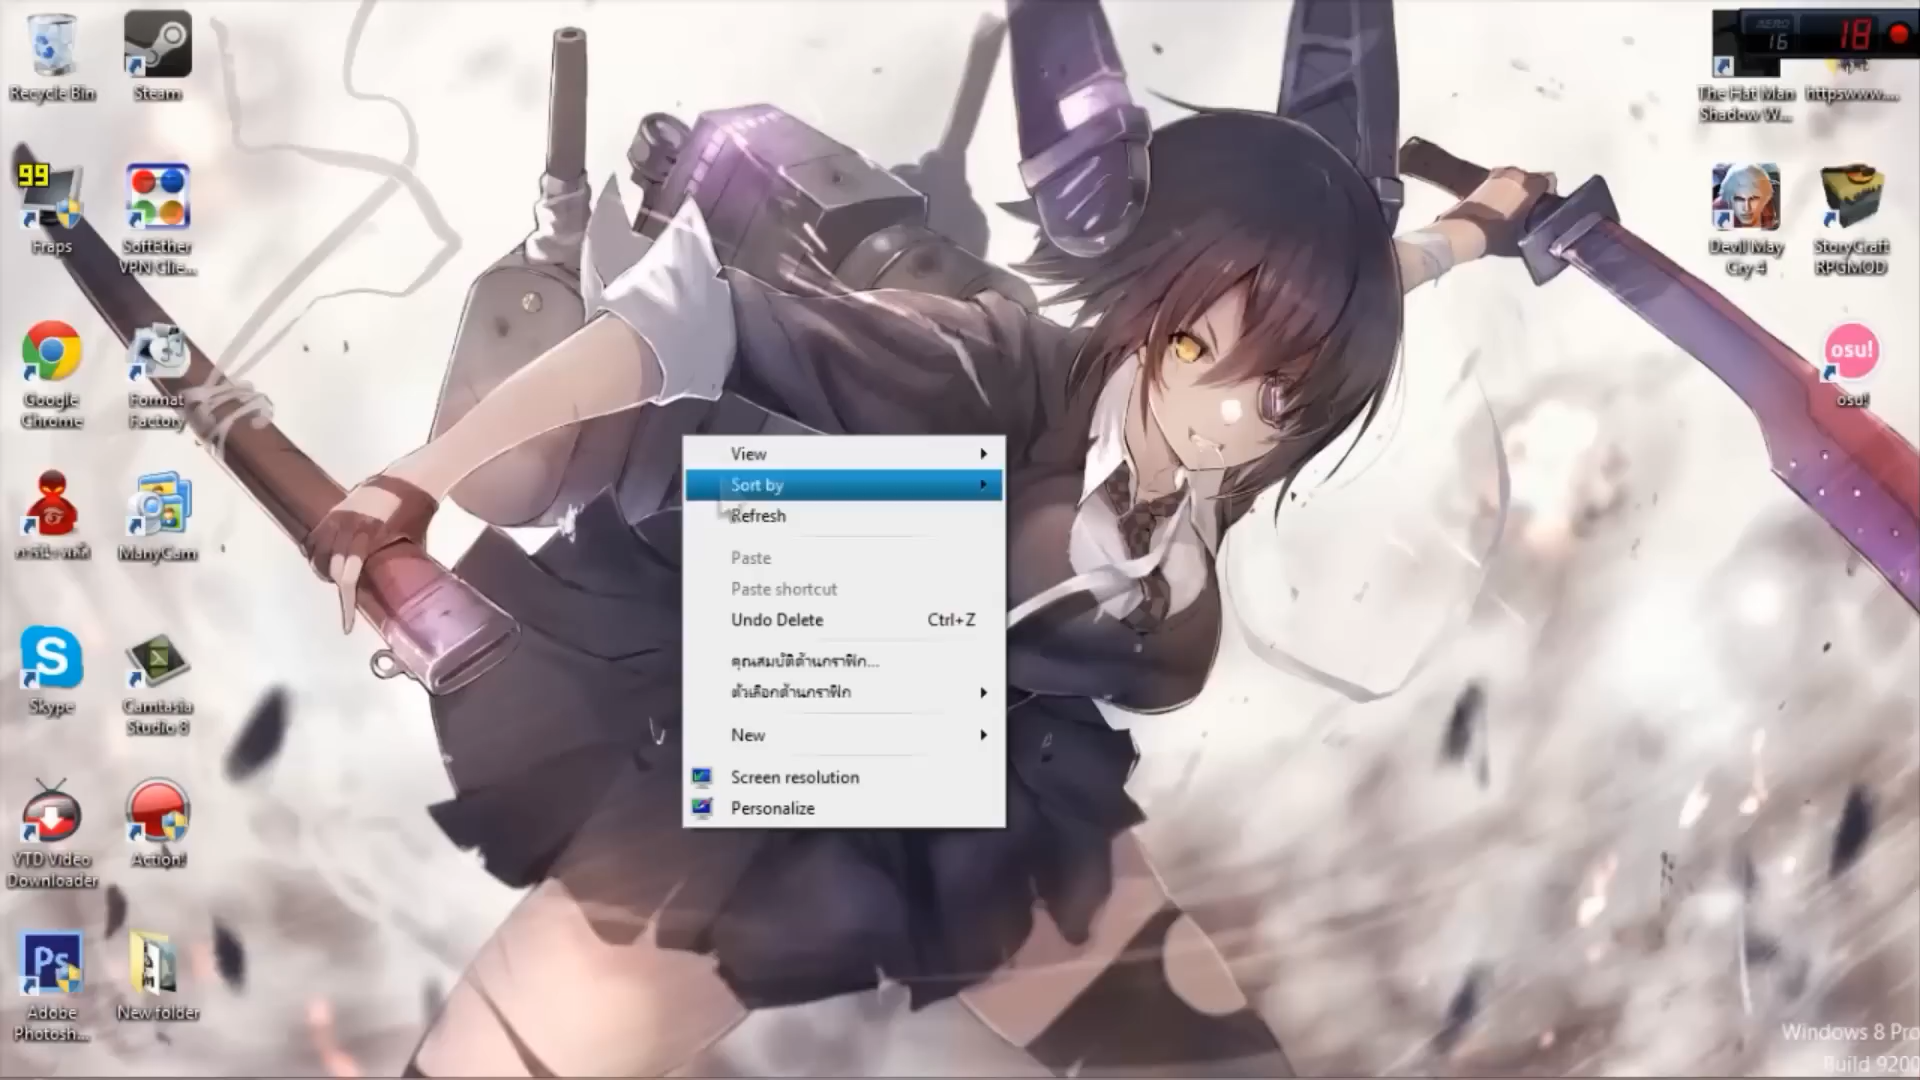 Recycle Bin
Steam
99
Fraps
SoftEther
VPN Clie...
Google
Chrome
Format
Factory
ManyCam
S
Skype
Camtasia
Studio 8
YTD Video
Downloader
Action!
Ps
Adobe
Photosh...
New folder
View
Sort by
Refresh
Paste
Paste shortcut
Undo Delete Ctrl+Z
คุณสมบัติด้านกราฟิก...
ตัวเลือกด้านกราฟิก
New
Screen resolution
Personalize
AERO
16
18
The Hat Man
Shadow W...
httpswww....
Devil May
Cry 4
StoryCraft
RPGMOD
osu!
osu!
Windows 8 Pro
Build 9200